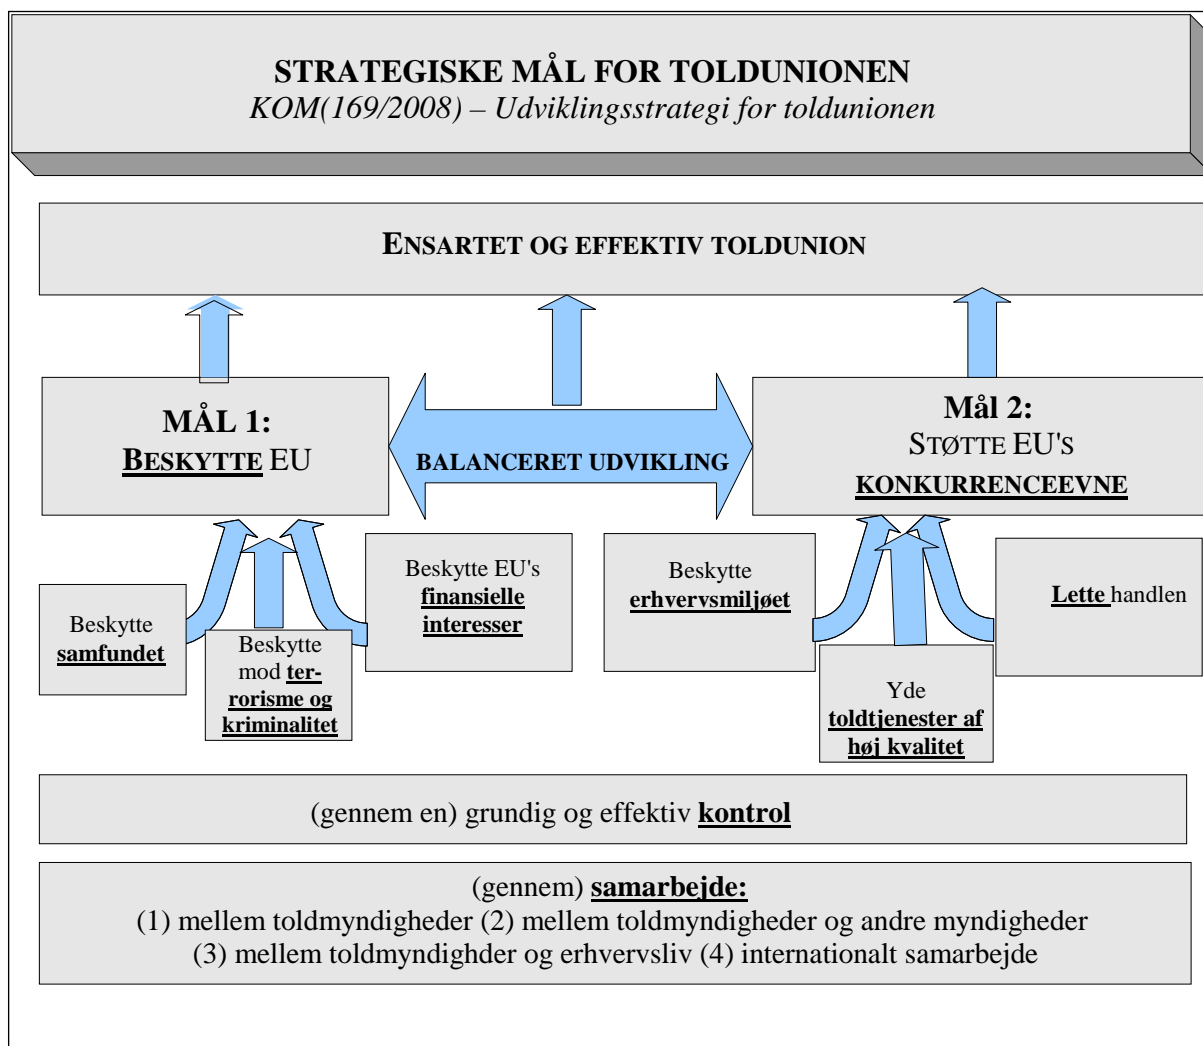 STRATEGISKE MÅL FOR TOLDUNIONEN
KOM(169/2008) – Udviklingsstrategi for toldunionen
ENSARTET OG EFFEKTIV TOLDUNION
MÅL 1:
BESKYTTE EU
BALANCERET UDVIKLING
Mål 2:
STØTTE EU'S
KONKURRENCEEVNE
Beskytte
samfundet
Beskytte
mod ter-
rorisme og
kriminalitet
Beskytte EU's
finansielle
interesser
Beskytte
erhvervsmiljøet
Yde
toldtjenester af
høj kvalitet
Lette handlen
(gennem en) grundig og effektiv kontrol
(gennem) samarbejde:
(1) mellem toldmyndigheder (2) mellem toldmyndigheder og andre myndigheder
(3) mellem toldmyndighder og erhvervsliv (4) internationalt samarbejde